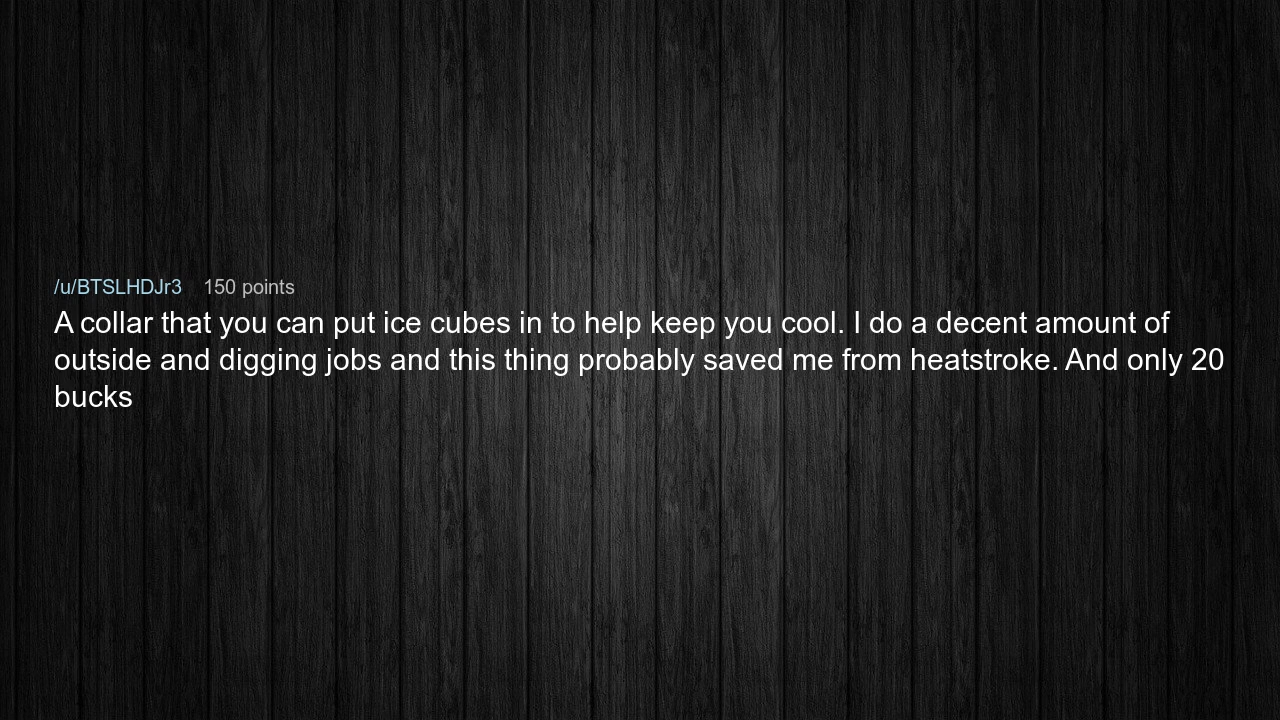 /u/BTSLHDJr3 150 points
A collar that you can put ice cubes in to help keep you cool. I do a decent amount of
outside and digging jobs and this thing probably saved me from heatstroke. And only 20
bucks